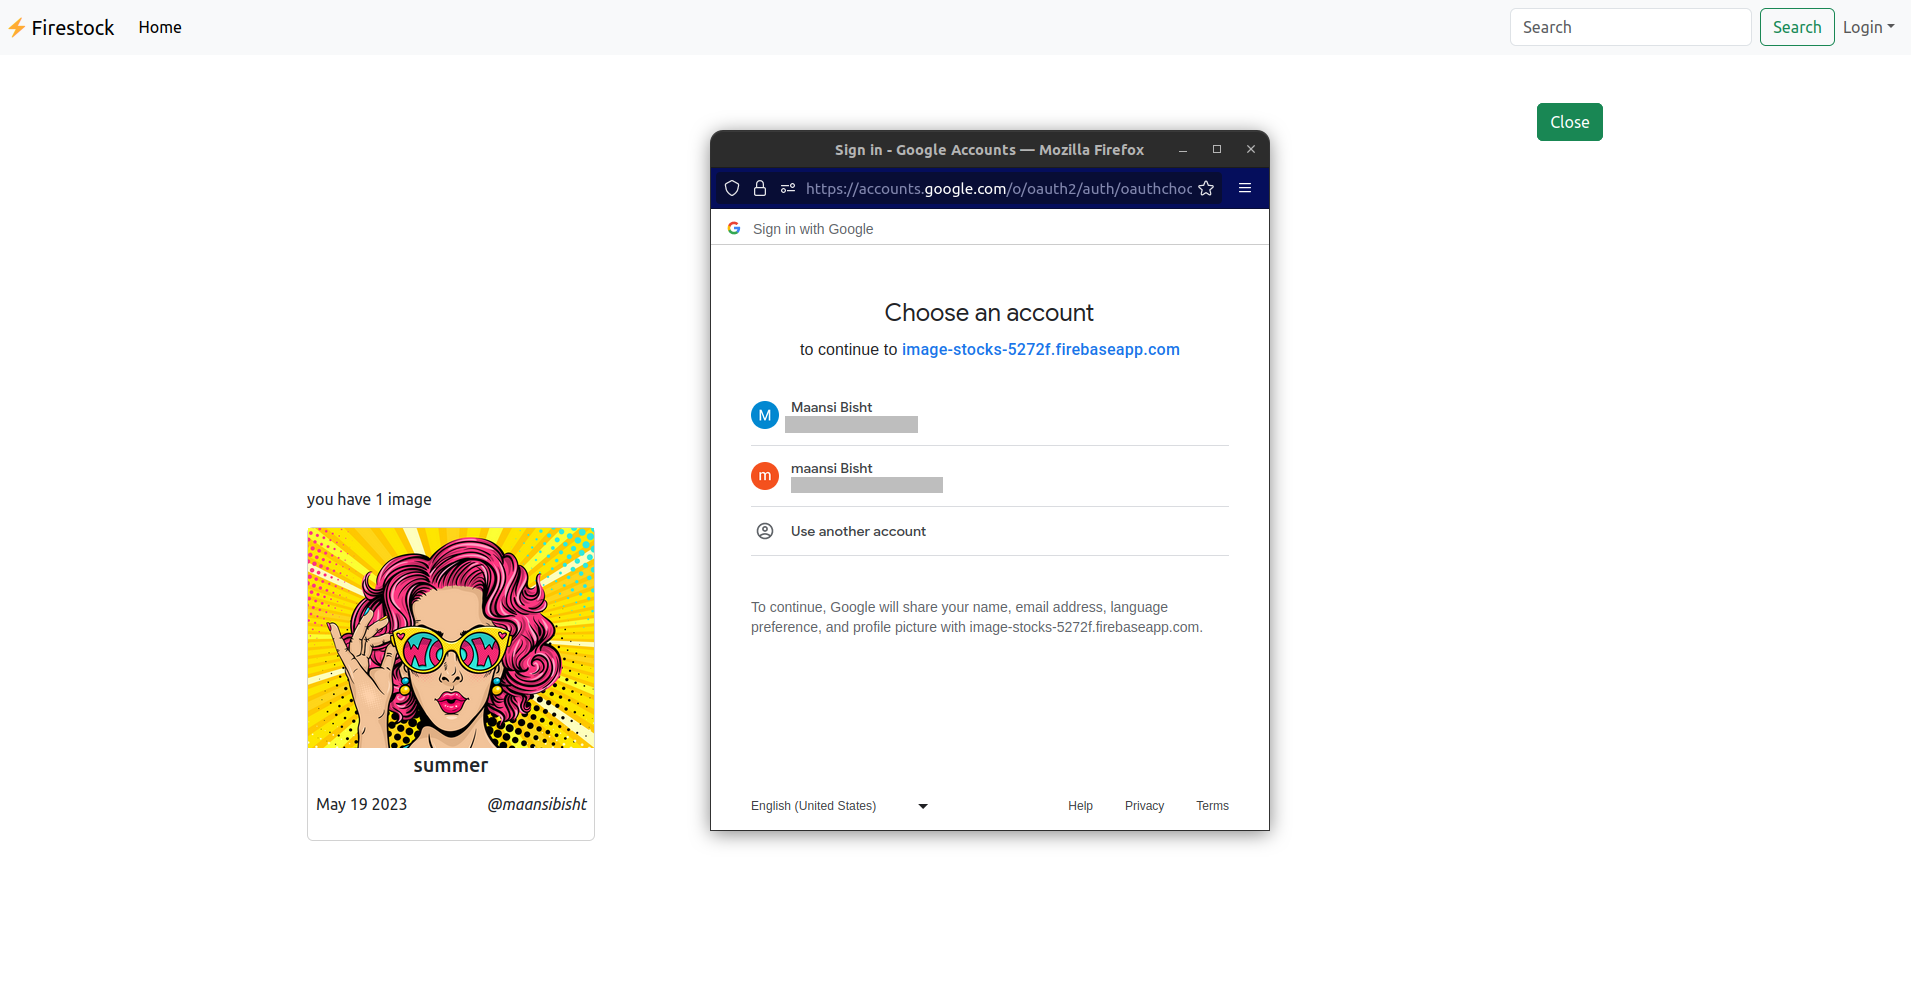 ⚡ Firestock Home Search Search Login
Close
Sign in - Google Accounts — Mozilla Firefox
https://accounts.google.com/o/oauth2/auth/oauthchoc
Sign in with Google
Choose an account
to continue to image-stocks-5272f.firebaseapp.com
M Maansi Bisht
m maansi Bisht
Use another account
To continue, Google will share your name, email address, language
preference, and profile picture with image-stocks-5272f.firebaseapp.com.
English (United States) Help Privacy Terms
you have 1 image
WOW
summer
May 19 2023 @maansibisht